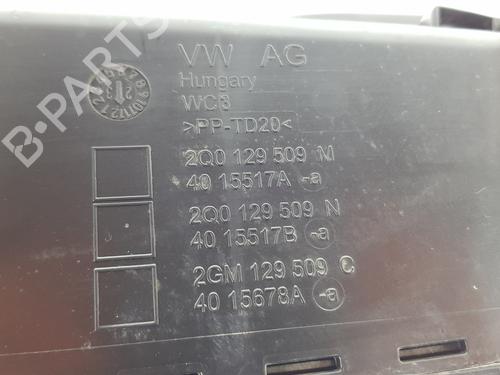 VW AG
Hungary
WC8
>PP-TD20<
2Q0 129 509 M
40 15517A -a
2Q0 129 509 N
40 15517B -a
2GM 129 509 C
40 15678A -a
B-PARTS